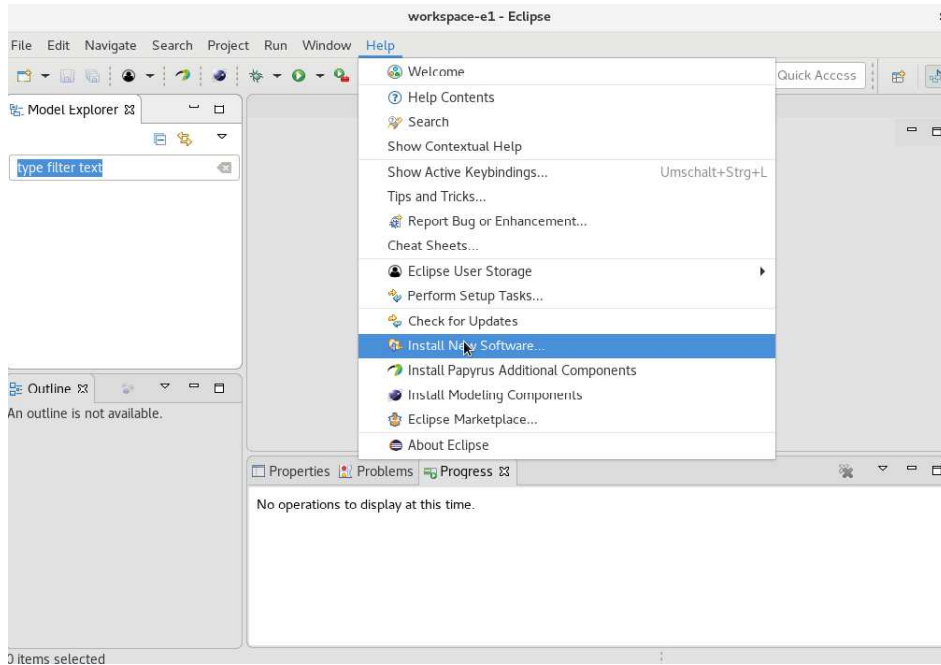 workspace-e1 - Eclipse
File Edit Navigate Search Project Run Window Help
Quick Access
Model Explorer
type filter text
Welcome
Help Contents
Search
Show Contextual Help
Show Active Keybindings... Umschalt+Strg+L
Tips and Tricks...
Report Bug or Enhancement...
Cheat Sheets...
Eclipse User Storage
Perform Setup Tasks...
Check for Updates
Install New Software...
Install Papyrus Additional Components
Install Modeling Components
Eclipse Marketplace...
About Eclipse
Outline
An outline is not available.
Properties Problems Progress
No operations to display at this time.
0 items selected